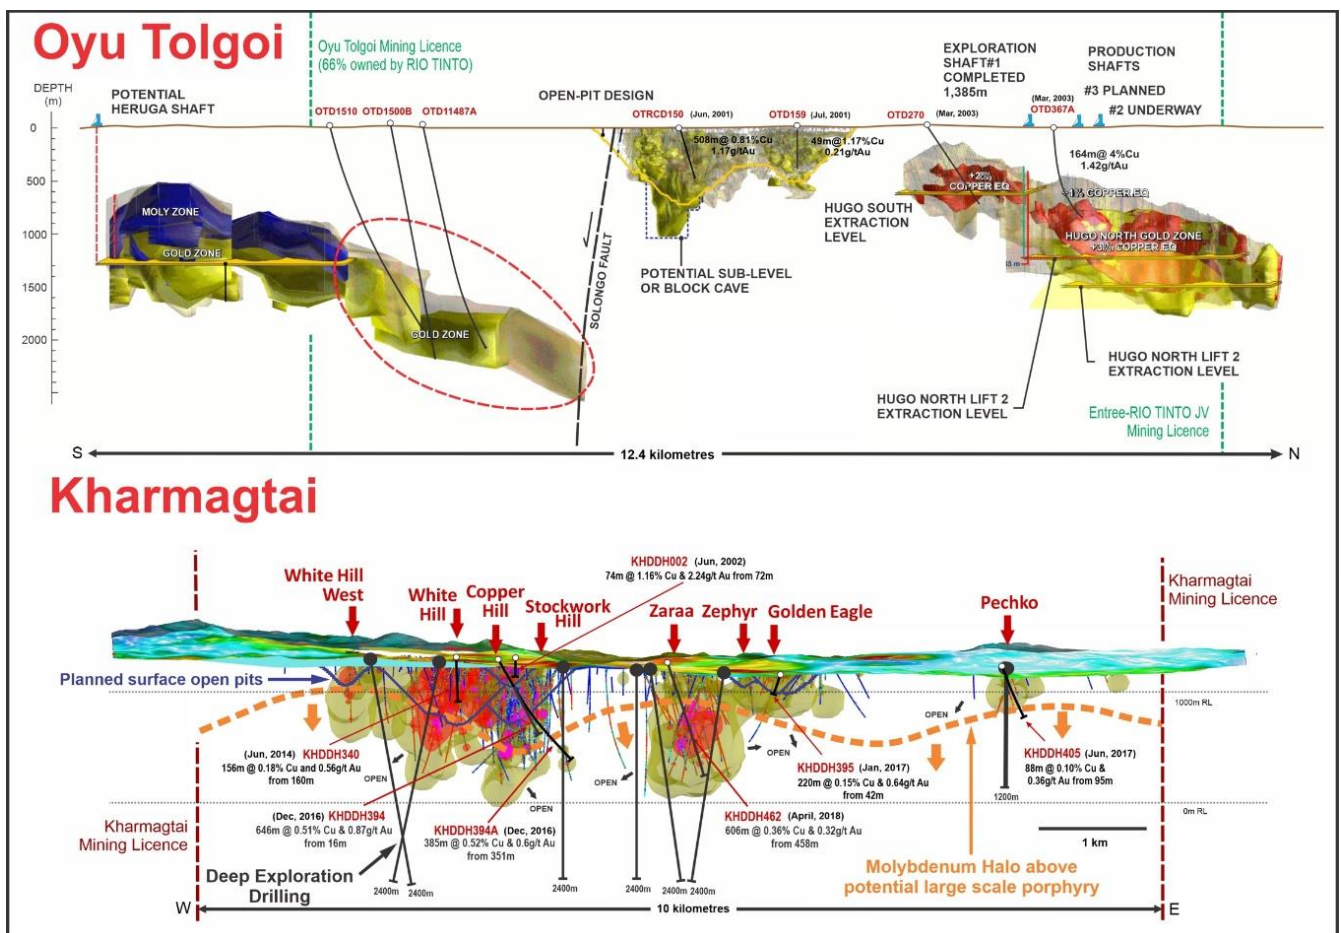 Oyu Tolgoi
Oyu Tolgoi Mining Licence
(66% owned by RIO TINTO)
DEPTH
(m)
0
500
1000
1500
2000
POTENTIAL
HERUGA SHAFT
OTD1510
OTD1500B
OTD11487A
OPEN-PIT DESIGN
OTRCD150 (Jun, 2001)
508m@ 0.81%Cu
1.17g/tAu
OTD159 (Jul, 2001)
49m@1.17%Cu
0.21g/tAu
OTD270 (Mar, 2003)
EXPLORATION
SHAFT#1
COMPLETED
1,385m
PRODUCTION
SHAFTS
#3 PLANNED
#2 UNDERWAY
(Mar, 2003)
OTD367A
164m@ 4%Cu
1.42g/tAu
MOLY ZONE
GOLD ZONE
GOLD ZONE
SOLONGO FAULT
POTENTIAL SUB-LEVEL
OR BLOCK CAVE
HUGO SOUTH
EXTRACTION
LEVEL
COPPER EQ
+1% COPPER EQ
HUGO NORTH GOLD ZONE
+3% COPPER EQ
HUGO NORTH LIFT 2
EXTRACTION LEVEL
HUGO NORTH LIFT 2
EXTRACTION LEVEL
Entree-RIO TINTO JV
Mining Licence
S
12.4 kilometres
N
Kharmagtai
KHDDH002 (Jun, 2002)
74m @ 1.16% Cu & 2.24g/t Au from 72m
White Hill
West
White
Hill
Copper
Hill
Stockwork
Hill
Zaraa
Zephyr
Golden Eagle
Pechko
Kharmagtai
Mining Licence
Planned surface open pits
1000m RL
OPEN
OPEN
OPEN
OPEN
OPEN
(Jun, 2014) KHDDH340
156m @ 0.18% Cu and 0.56g/t Au
from 160m
KHDDH395 (Jan, 2017)
220m @ 0.15% Cu & 0.64g/t Au
from 42m
KHDDH405 (Jun, 2017)
88m @ 0.10% Cu &
0.36g/t Au from 95m
1200m
0m RL
Kharmagtai
Mining Licence
(Dec, 2016) KHDDH394
646m @ 0.51% Cu & 0.87g/t Au
from 16m
KHDDH394A (Dec, 2016)
385m @ 0.52% Cu & 0.6g/t Au
from 351m
KHDDH462 (April, 2018)
606m @ 0.36% Cu & 0.32g/t Au
from 458m
1 km
Deep Exploration
Drilling
2400m
2400m
2400m
2400m
2400m
2400m
Molybdenum Halo above
potential large scale porphyry
W
10 kilometres
E